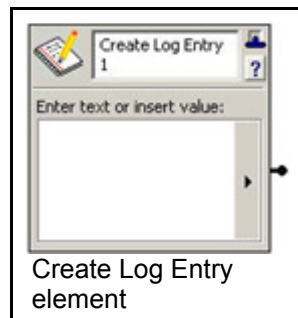 Create Log Entry
1
?
Enter text or insert value:
Create Log Entry
element